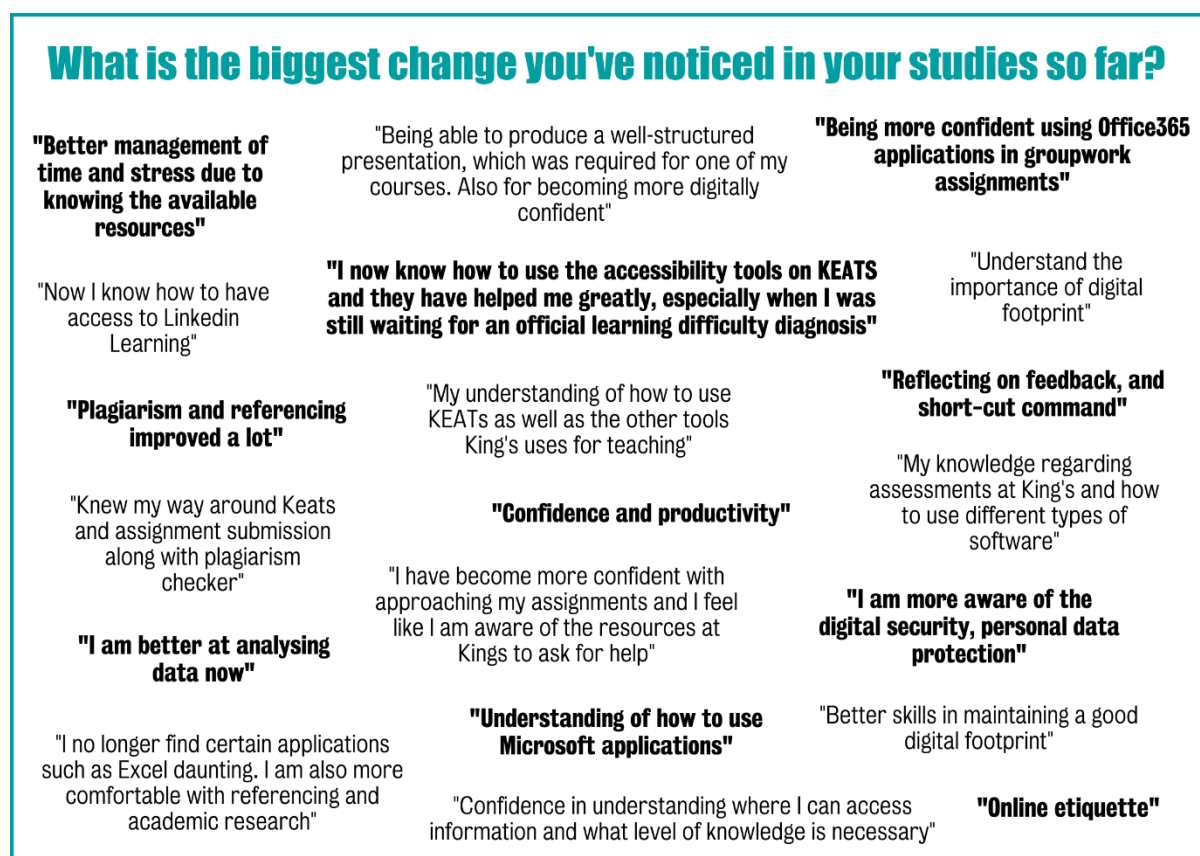 What is the biggest change you've noticed in your studies so far?
"Better management of
time and stress due to
knowing the available
resources"
"Being able to produce a well-structured
presentation, which was required for one of my
courses. Also for becoming more digitally
confident"
"Being more confident using Office365
applications in groupwork
assignments"
"Now I know how to have
access to Linkedin
Learning"
"I now know how to use the accessibility tools on KEATS
and they have helped me greatly, especially when I was
still waiting for an official learning difficulty diagnosis"
"Understand the
importance of digital
footprint"
"Plagiarism and referencing
improved a lot"
"My understanding of how to use
KEATs as well as the other tools
King's uses for teaching"
"Reflecting on feedback, and
short-cut command"
"Knew my way around Keats
and assignment submission
along with plagiarism
checker"
"Confidence and productivity"
"My knowledge regarding
assessments at King's and how
to use different types of
software"
"I am better at analysing
data now"
"I have become more confident with
approaching my assignments and I feel
like I am aware of the resources at
Kings to ask for help"
"I am more aware of the
digital security, personal data
protection"
"I no longer find certain applications
such as Excel daunting. I am also more
comfortable with referencing and
academic research"
"Understanding of how to use
Microsoft applications"
"Better skills in maintaining a good
digital footprint"
"Confidence in understanding where I can access
information and what level of knowledge is necessary"
"Online etiquette"